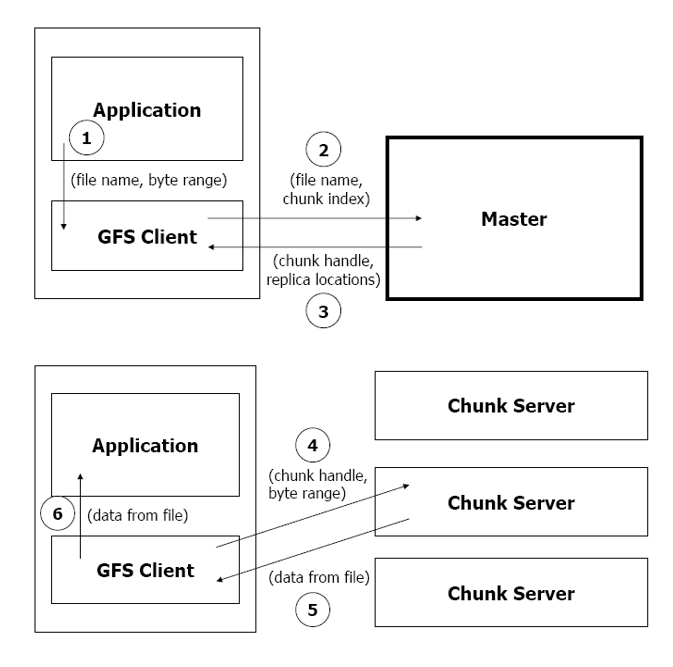 Application
1
(file name, byte range)
GFS Client
2
(file name,
chunk index)
Master
(chunk handle,
replica locations)
3
Application
6
(data from file)
GFS Client
4
(chunk handle,
byte range)
(data from file)
5
Chunk Server
Chunk Server
Chunk Server